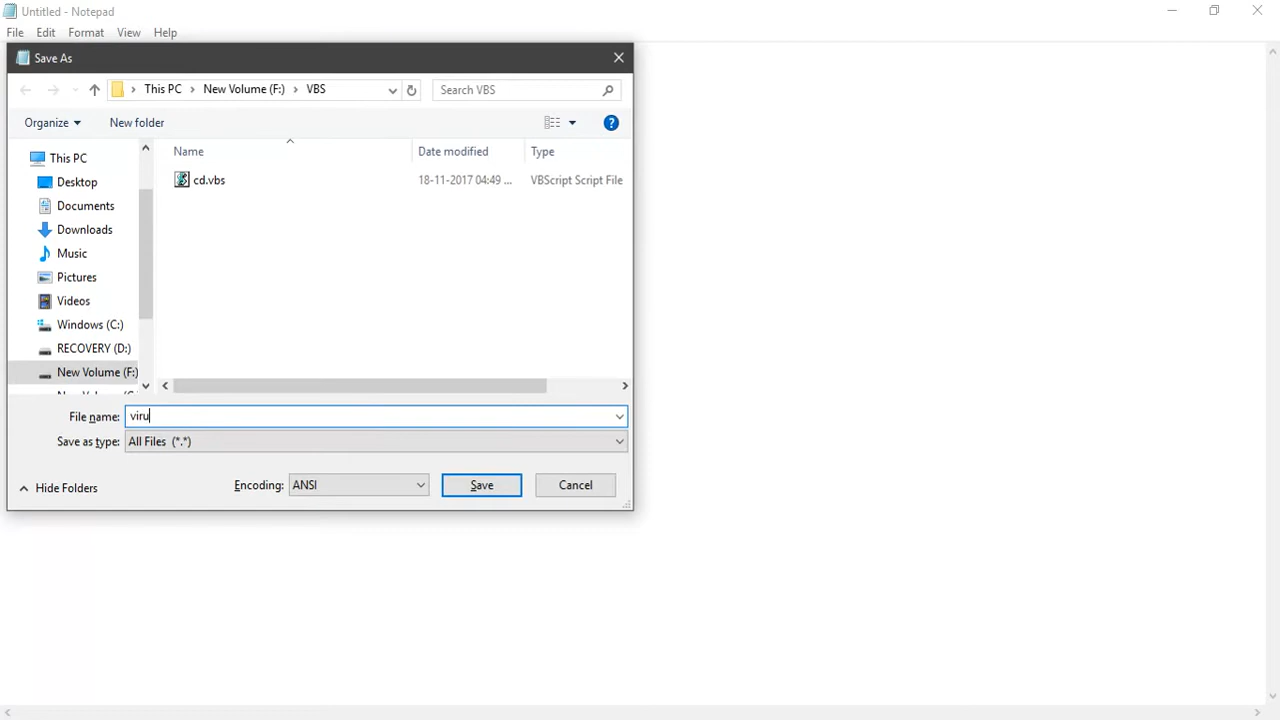 Untitled - Notepad
File Edit Format View Help
Save As
This PC New Volume (F:) VBS Search VBS
Organize New folder
Name Date modified Type
cd.vbs 18-11-2017 04:49 ... VBScript Script File
This PC
Desktop
Documents
Downloads
Music
Pictures
Videos
Windows (C:)
RECOVERY (D:)
New Volume (F:)
File name: viru
Save as type: All Files (*.*)
Hide Folders Encoding: ANSI Save Cancel